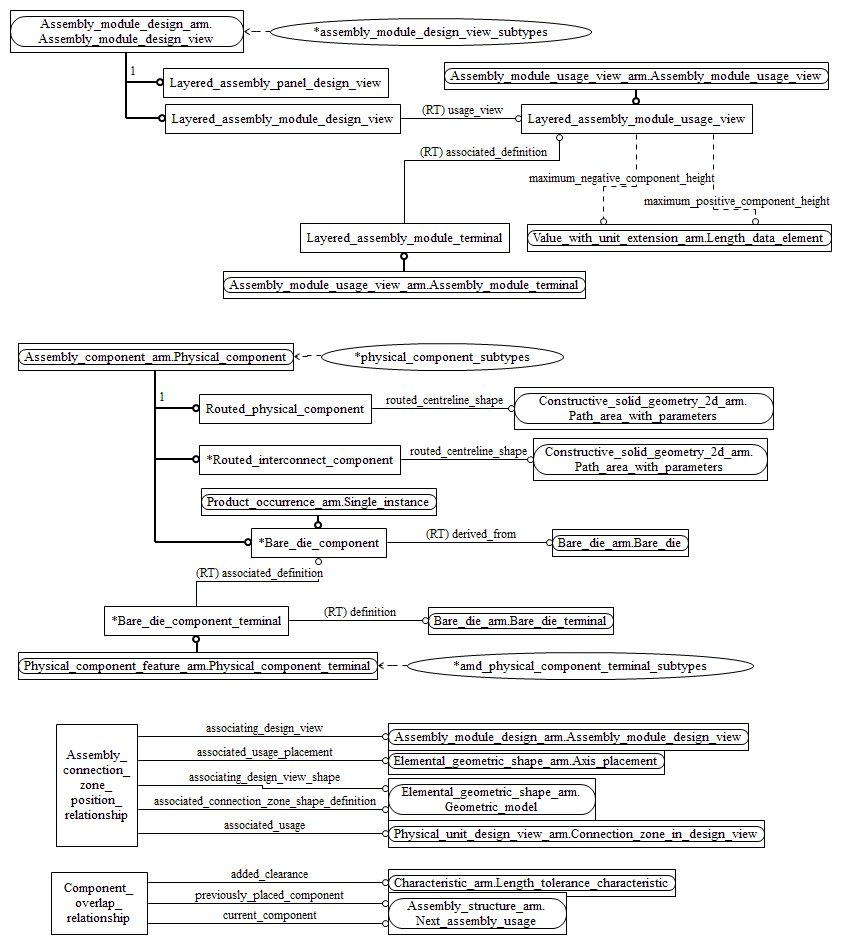 Assembly_module_design_arm.
Assembly_module_design_view
*assembly_module_design_view_subtypes
1
Layered_assembly_panel_design_view
Assembly_module_usage_view_arm.Assembly_module_usage_view
Layered_assembly_module_design_view
(RT) usage_view
Layered_assembly_module_usage_view
(RT) associated_definition
maximum_negative_component_height
maximum_positive_component_height
Layered_assembly_module_terminal
Value_with_unit_extension_arm.Length_data_element
Assembly_module_usage_view_arm.Assembly_module_terminal
Assembly_component_arm.Physical_component
*physical_component_subtypes
1
Routed_physical_component
routed_centreline_shape
Constructive_solid_geometry_2d_arm.
Path_area_with_parameters
*Routed_interconnect_component
routed_centreline_shape
Constructive_solid_geometry_2d_arm.
Path_area_with_parameters
Product_occurrence_arm.Single_instance
*Bare_die_component
(RT) derived_from
Bare_die_arm.Bare_die
(RT) associated_definition
*Bare_die_component_terminal
(RT) definition
Bare_die_arm.Bare_die_terminal
Physical_component_feature_arm.Physical_component_terminal
*and_physical_component_terminal_subtypes
Assembly_
connection_
zone_
position_
relationship
associating_design_view
Assembly_module_design_arm.Assembly_module_design_view
associated_usage_placement
Elemental_geometric_shape_arm.Axis_placement
associating_design_view_shape
associated_connection_zone_shape_definition
Elemental_geometric_shape_arm.
Geometric_model
associated_usage
Physical_unit_design_view_arm.Connection_zone_in_design_view
Component_
overlap_
relationship
added_clearance
Characteristic_arm.Length_tolerance_characteristic
previously_placed_component
current_component
Assembly_structure_arm.
Next_assembly_usage